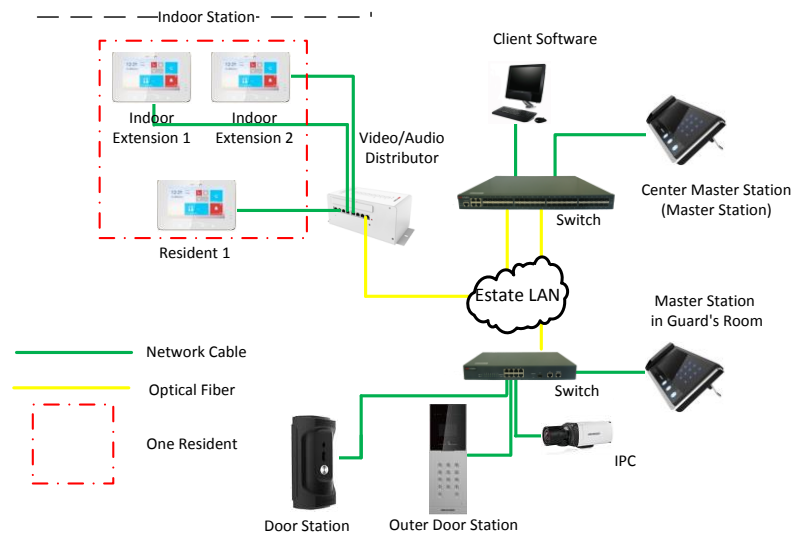 Indoor Station
Client Software
Indoor
Extension 1
Indoor
Extension 2
Video/Audio
Distributor
Center Master Station
(Master Station)
Switch
Resident 1
Estate LAN
Master Station
in Guard's Room
Network Cable
Optical Fiber
Switch
One Resident
IPC
Door Station
Outer Door Station